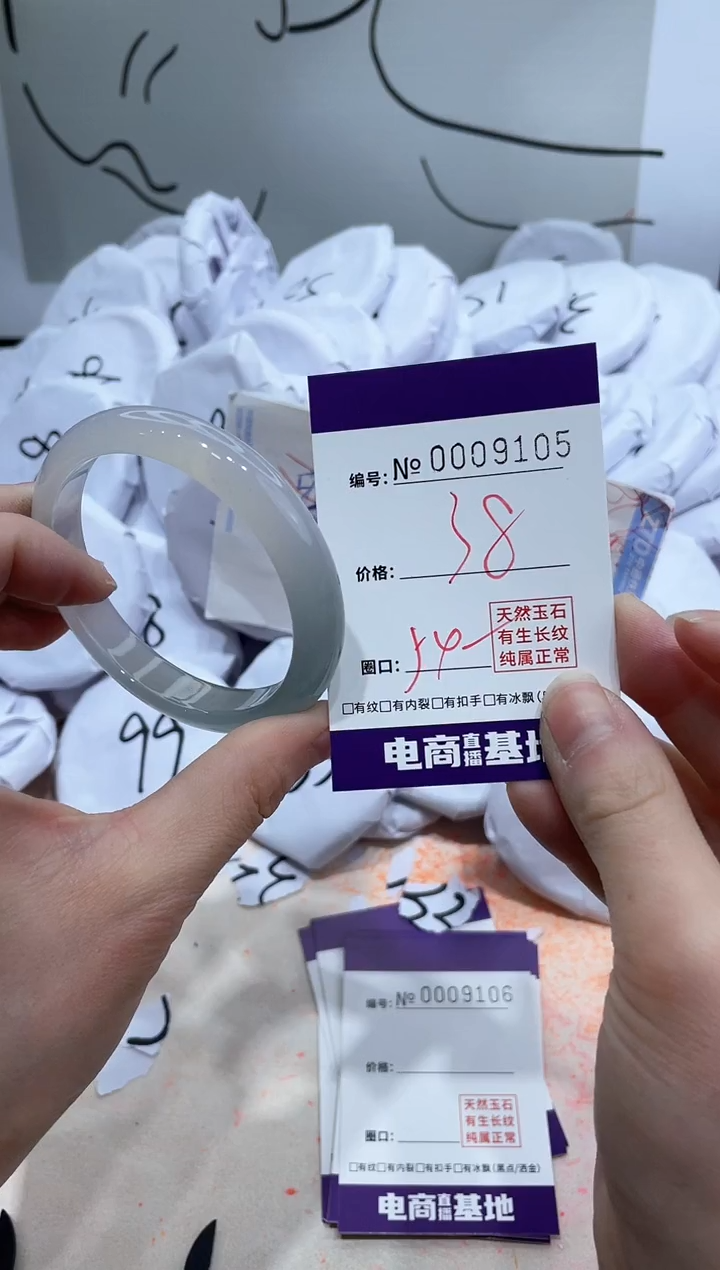 编号: № 0009105
价格: 38
圈口: 54
天然玉石
有生长纹
纯属正常
□有纹□有内裂□有扣手□有冰飘(
电商直播基地
99
编号: № 0009106
价格:
圈口:
天然玉石
有生长纹
纯属正常
□有纹□有内裂□有扣手□有冰飘(黑点/洒金)
电商直播基地